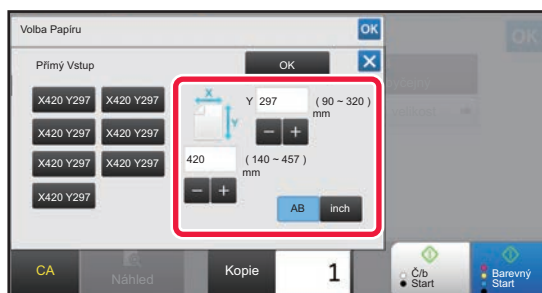 Volba Papíru
OK
OK
Přímý Vstup
OK
X420 Y297
X420 Y297
X420 Y297
X420 Y297
X420 Y297
X420 Y297
X420 Y297
X
Y
Y 297 ( 90 ~ 320 )
mm
− +
420 ( 140 ~ 457 )
mm
− +
AB inch
CA
Náhled
Kopie 1
Č/b
Start
Barevný
Start